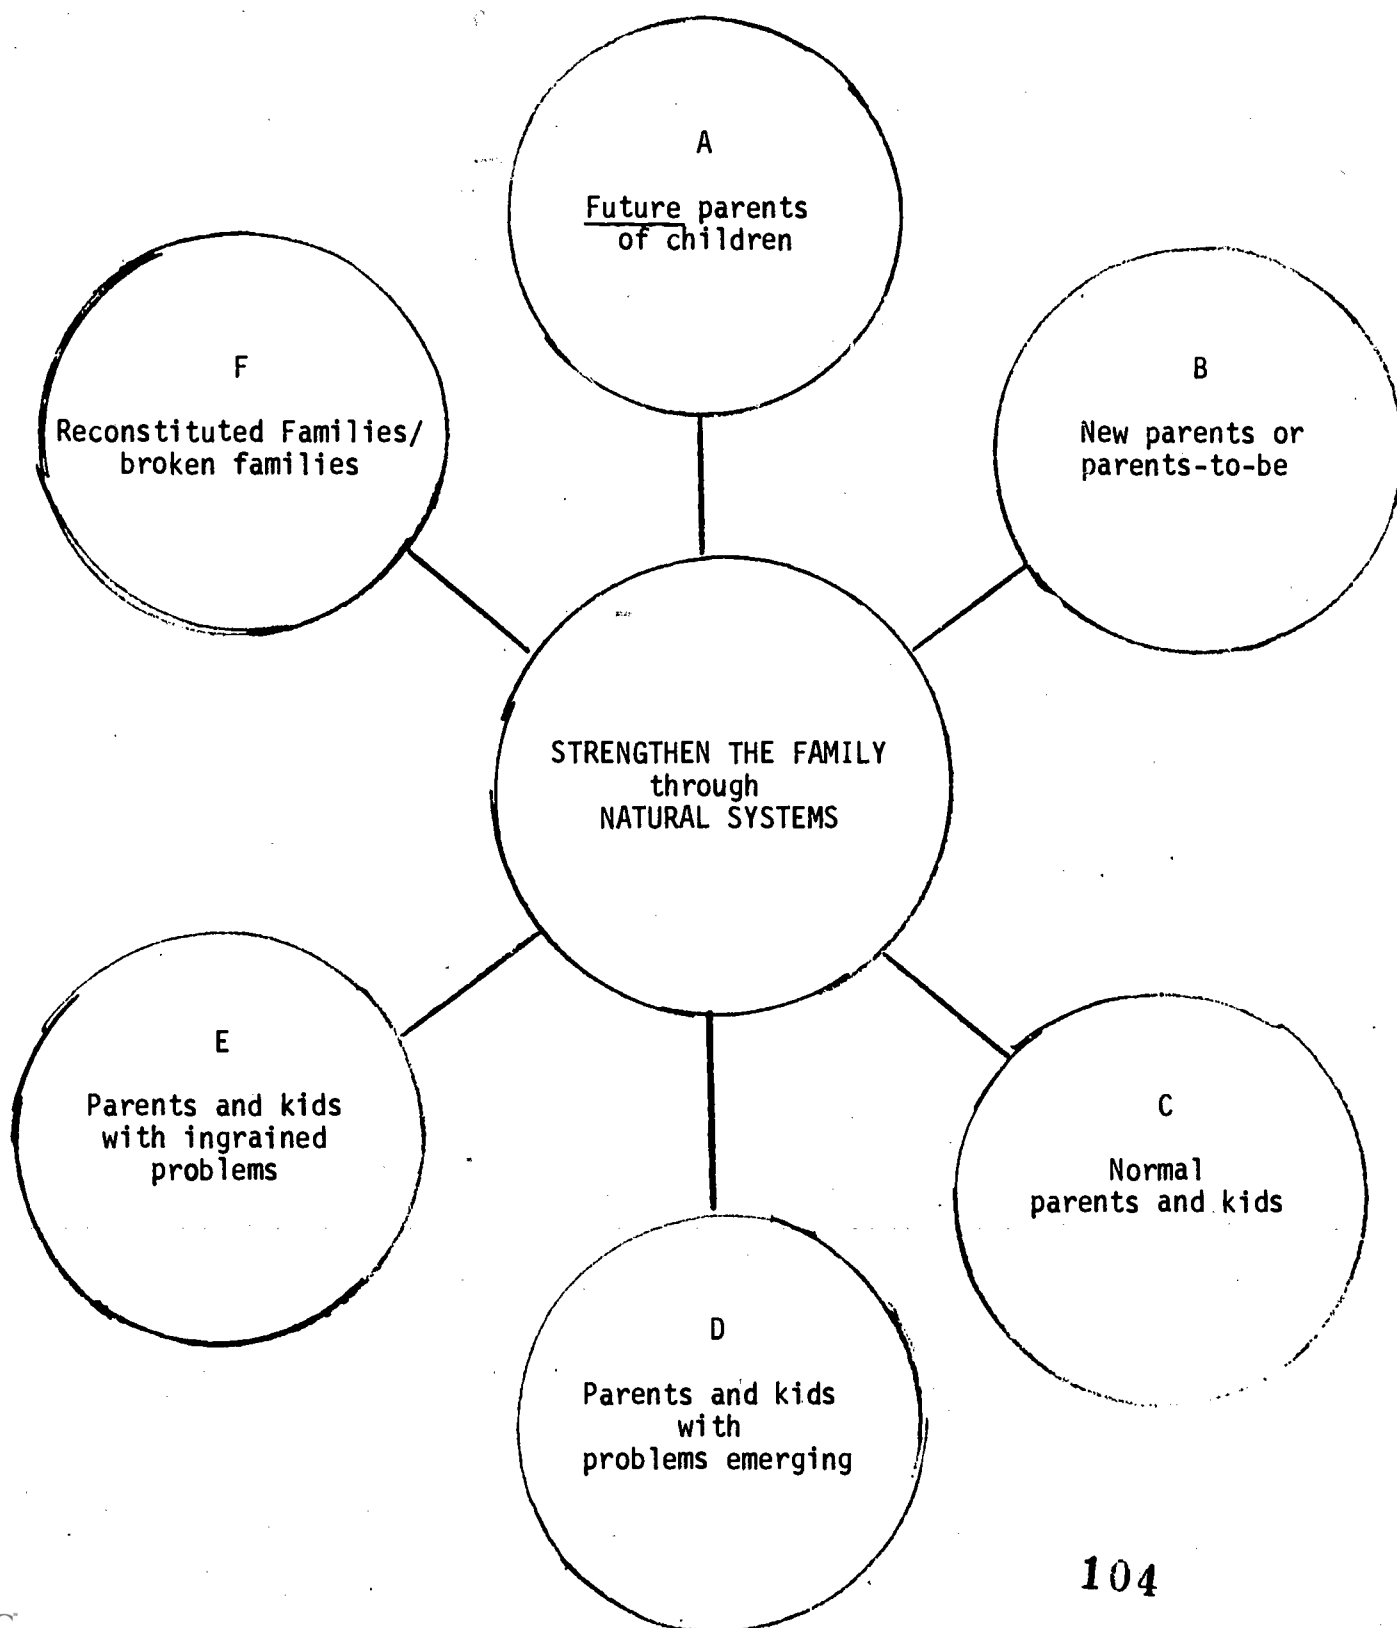 A
Future parents
of children
F
Reconstituted Families/
broken families
B
New parents or
parents-to-be
STRENGTHEN THE FAMILY
through
NATURAL SYSTEMS
E
Parents and kids
with ingrained
problems
C
Normal
parents and kids
D
Parents and kids
with
problems emerging
104